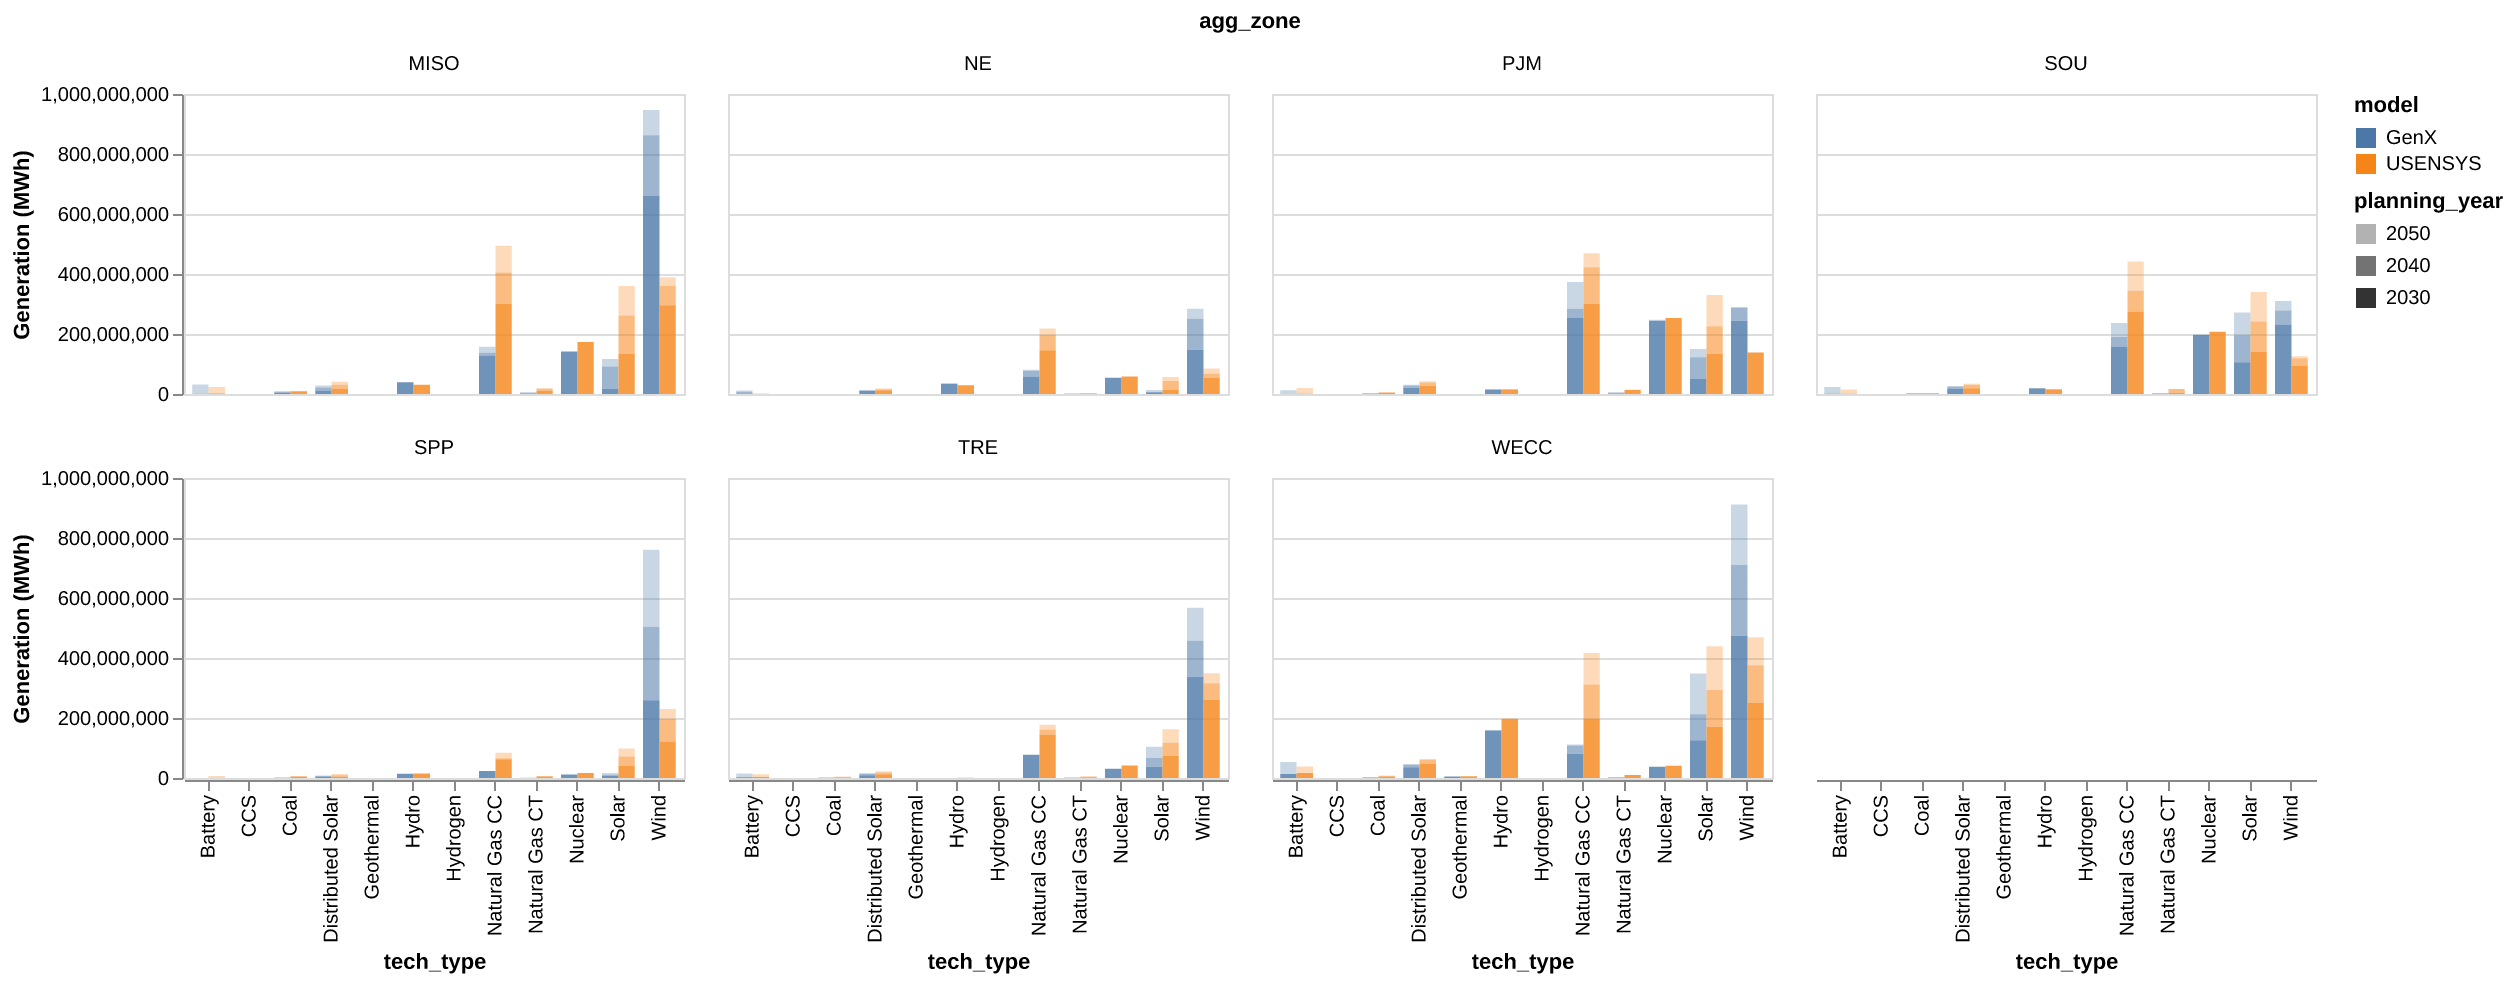 agg_zone
MISO
NE
PJM
SOU
1,000,000,000
800,000,000
600,000,000
400,000,000
200,000,000
0
Generation (MWh)
model
GenX
USENSYS
planning_year
2050
2040
2030
SPP
TRE
WECC
1,000,000,000
800,000,000
600,000,000
400,000,000
200,000,000
0
Generation (MWh)
Battery
CCS
Coal
Distributed Solar
Geothermal
Hydro
Hydrogen
Natural Gas CC
Natural Gas CT
Nuclear
Solar
Wind
Battery
CCS
Coal
Distributed Solar
Geothermal
Hydro
Hydrogen
Natural Gas CC
Natural Gas CT
Nuclear
Solar
Wind
Battery
CCS
Coal
Distributed Solar
Geothermal
Hydro
Hydrogen
Natural Gas CC
Natural Gas CT
Nuclear
Solar
Wind
Battery
CCS
Coal
Distributed Solar
Geothermal
Hydro
Hydrogen
Natural Gas CC
Natural Gas CT
Nuclear
Solar
Wind
tech_type
tech_type
tech_type
tech_type